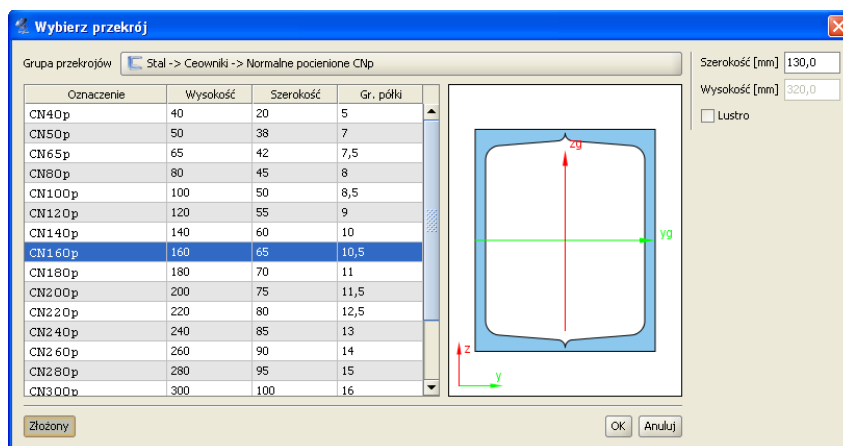 Wybierz przekrój
Grupa przekrojów Stal -> Ceowniki -> Normalne pocienione CNp
Szerokość [mm] 130,0
Wysokość [mm] 320,0
Lustro
Oznaczenie Wysokość Szerokość Gr. półki
CN40p 40 20 5
CN50p 50 38 7
CN65p 65 42 7,5
CN80p 80 45 8
CN100p 100 50 8,5
CN120p 120 55 9
CN140p 140 60 10
CN160p 160 65 10,5
CN180p 180 70 11
CN200p 200 75 11,5
CN220p 220 80 12,5
CN240p 240 85 13
CN260p 260 90 14
CN280p 280 95 15
CN300p 300 100 16
zg
yg
z
y
Złożony OK Anuluj